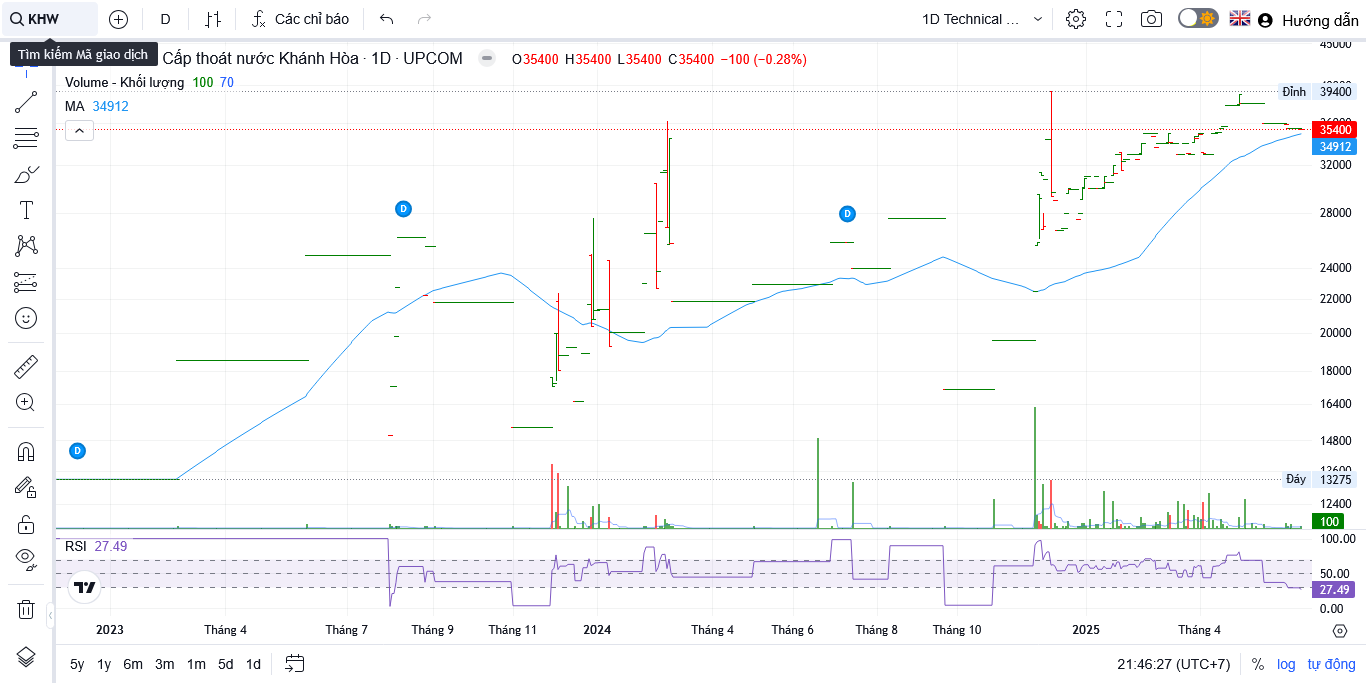 KHW D Các chỉ báo 1D Technical ... Hướng dẫn
Tìm kiếm Mã giao dịch
Cấp thoát nước Khánh Hòa · 1D · UPCOM O35400 H35400 L35400 C35400 −100 (−0.28%)
Volume - Khối lượng 100 70
MA 34912
45000
Đỉnh 39400
35400
34912
32000
28000
24000
22000
20000
18000
16400
14800
Đáy 13275
12400
100
D
D
D
RSI 27.49
100.00
50.00
27.49
0.00
2023 Tháng 4 Tháng 7 Tháng 9 Tháng 11 2024 Tháng 4 Tháng 6 Tháng 8 Tháng 10 2025 Tháng 4
5y 1y 6m 3m 1m 5d 1d 21:46:27 (UTC+7) % log tự động